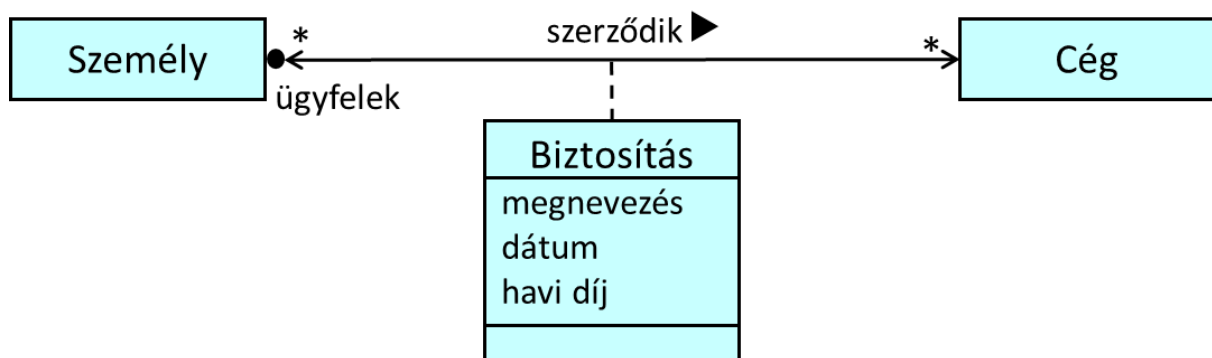 Személy
*
szerződik
*
Cég
ügyfelek
Biztosítás
megnevezés
dátum
havi díj